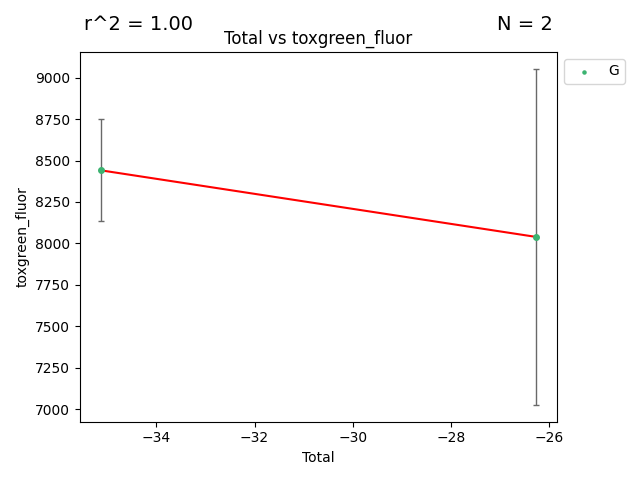 r^2 = 1.00
N = 2
Total vs toxgreen_fluor
G
toxgreen_fluor
9000
8750
8500
8250
8000
7750
7500
7250
7000
−34
−32
−30
−28
−26
Total